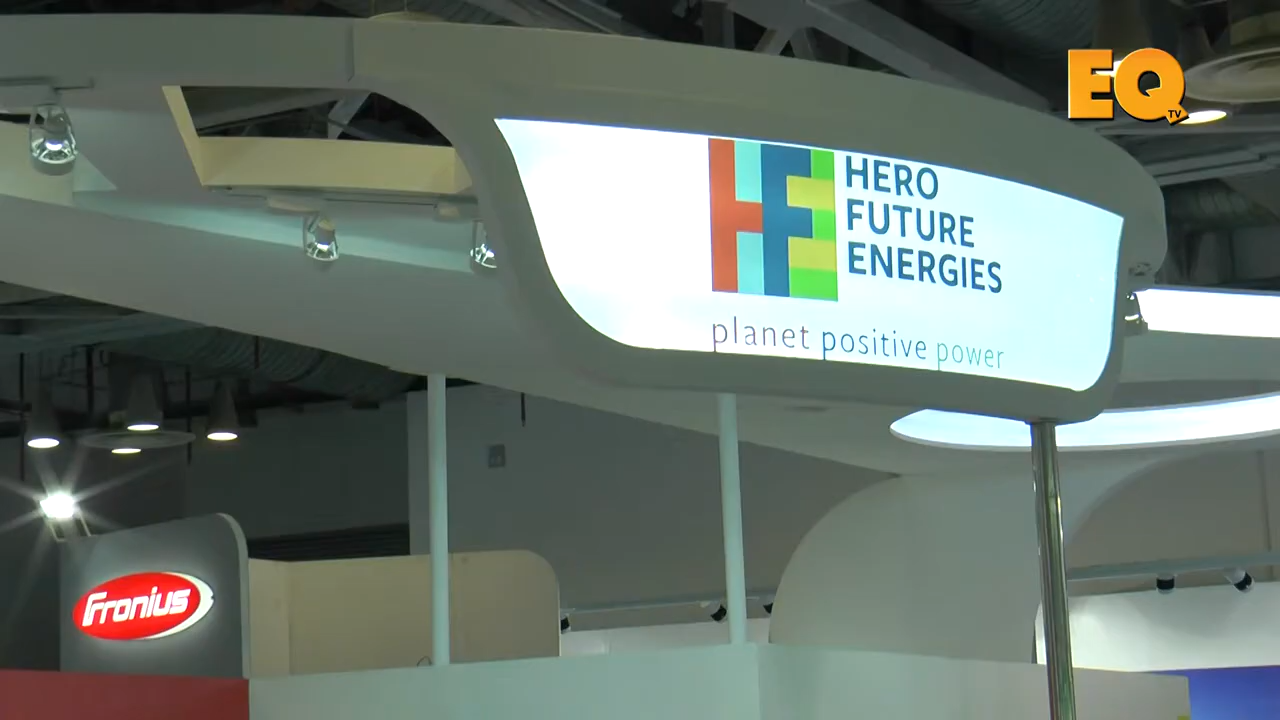 EQ
TV
HERO
FUTURE
ENERGIES
planet positive power
Fronius